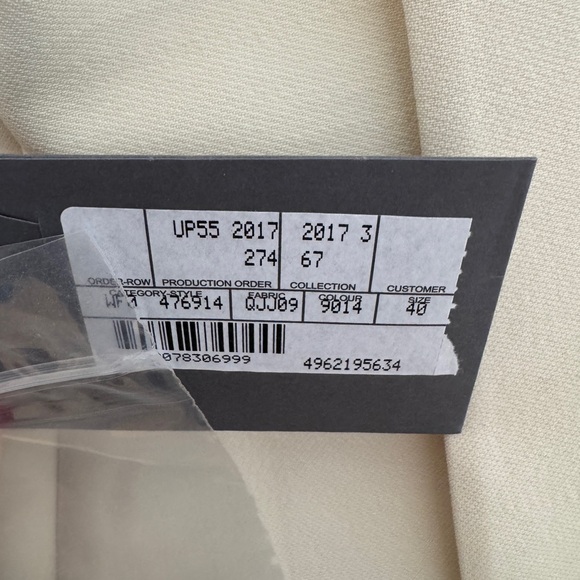 UP55 2017 2017 3
274 67
ORDER-ROW PRODUCTION ORDER COLLECTION CUSTOMER
CATEGORY-STYLE FABRIC COLOUR SIZE
476914 QJJ09 9014 40
078306999 4962195634